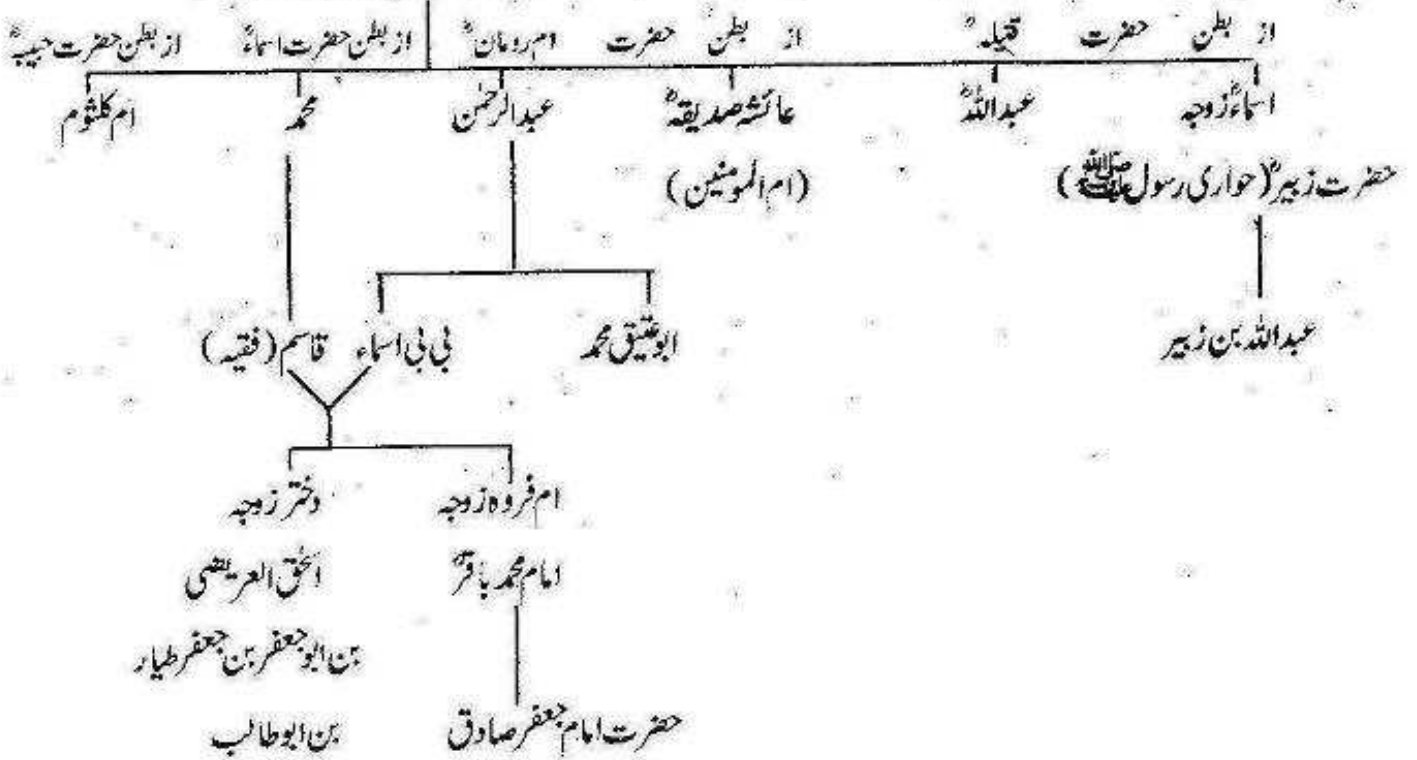 از بطن حضرت قتیلہؓ از بطن حضرت ام رومانؓ از بطن حضرت اسماءؓ از بطن حضرت حبیبہؓ
اسماءؓ زوجہ عبداللہؓ عائشہ صدیقہؓ عبدالرحمٰن محمد ام کلثوم
حضرت زبیرؓ (حواری رسول ﷺ) (ام المومنین)
عبداللہ بن زبیر ابوعتیق محمد بی بی اسماء قاسم (فقیہ)
ام فروہ زوجہ دختر زوجہ
امام محمد باقرؒ اسحٰق العریضی
بن ابوجعفر بن جعفر طیار
حضرت امام جعفر صادق بن ابوطالب